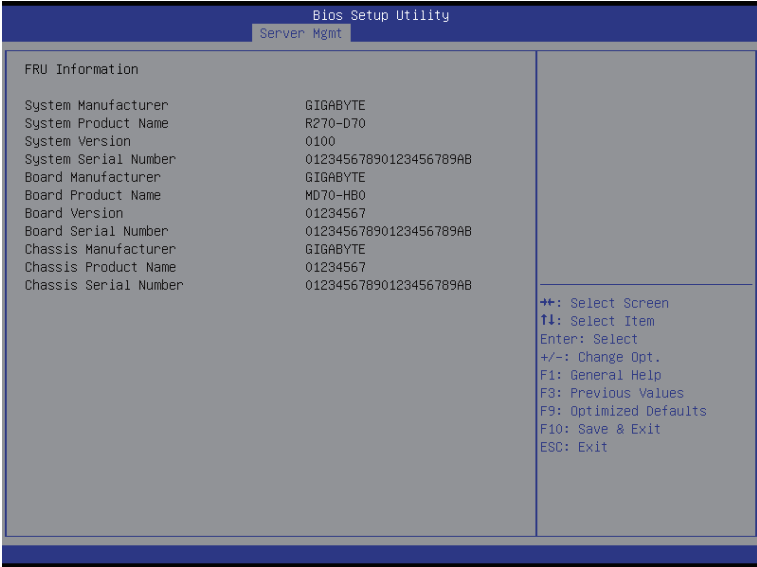 Bios Setup Utility
Server Mgmt
FRU Information
System Manufacturer GIGABYTE
System Product Name R270-D70
System Version 0100
System Serial Number 01234567890123456789AB
Board Manufacturer GIGABYTE
Board Product Name MD70-HB0
Board Version 01234567
Board Serial Number 01234567890123456789AB
Chassis Manufacturer GIGABYTE
Chassis Product Name 01234567
Chassis Serial Number 01234567890123456789AB
→←: Select Screen
↑↓: Select Item
Enter: Select
+/-: Change Opt.
F1: General Help
F3: Previous Values
F9: Optimized Defaults
F10: Save & Exit
ESC: Exit